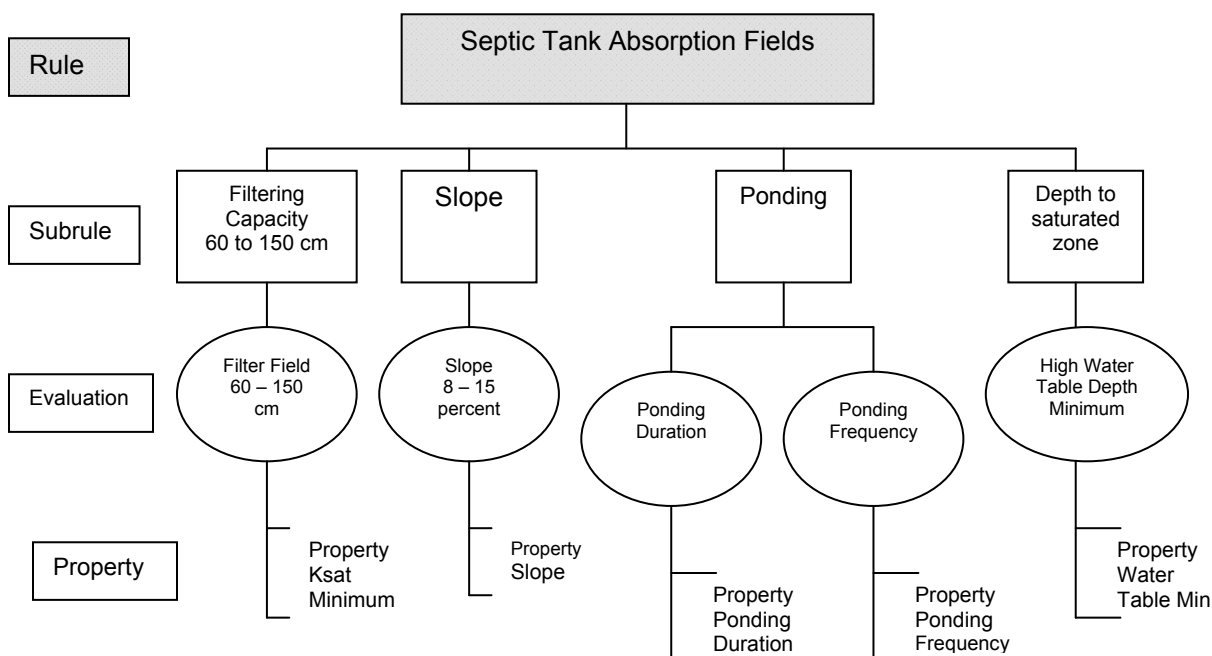 Rule
Septic Tank Absorption Fields
Subrule
Filtering
Capacity
60 to 150 cm
Slope
Ponding
Depth to
saturated
zone
Evaluation
Filter Field
60 – 150
cm
Slope
8 – 15
percent
Ponding
Duration
Ponding
Frequency
High Water
Table Depth
Minimum
Property
Property
Ksat
Minimum
Property
Slope
Property
Ponding
Duration
Property
Ponding
Frequency
Property
Water
Table Min